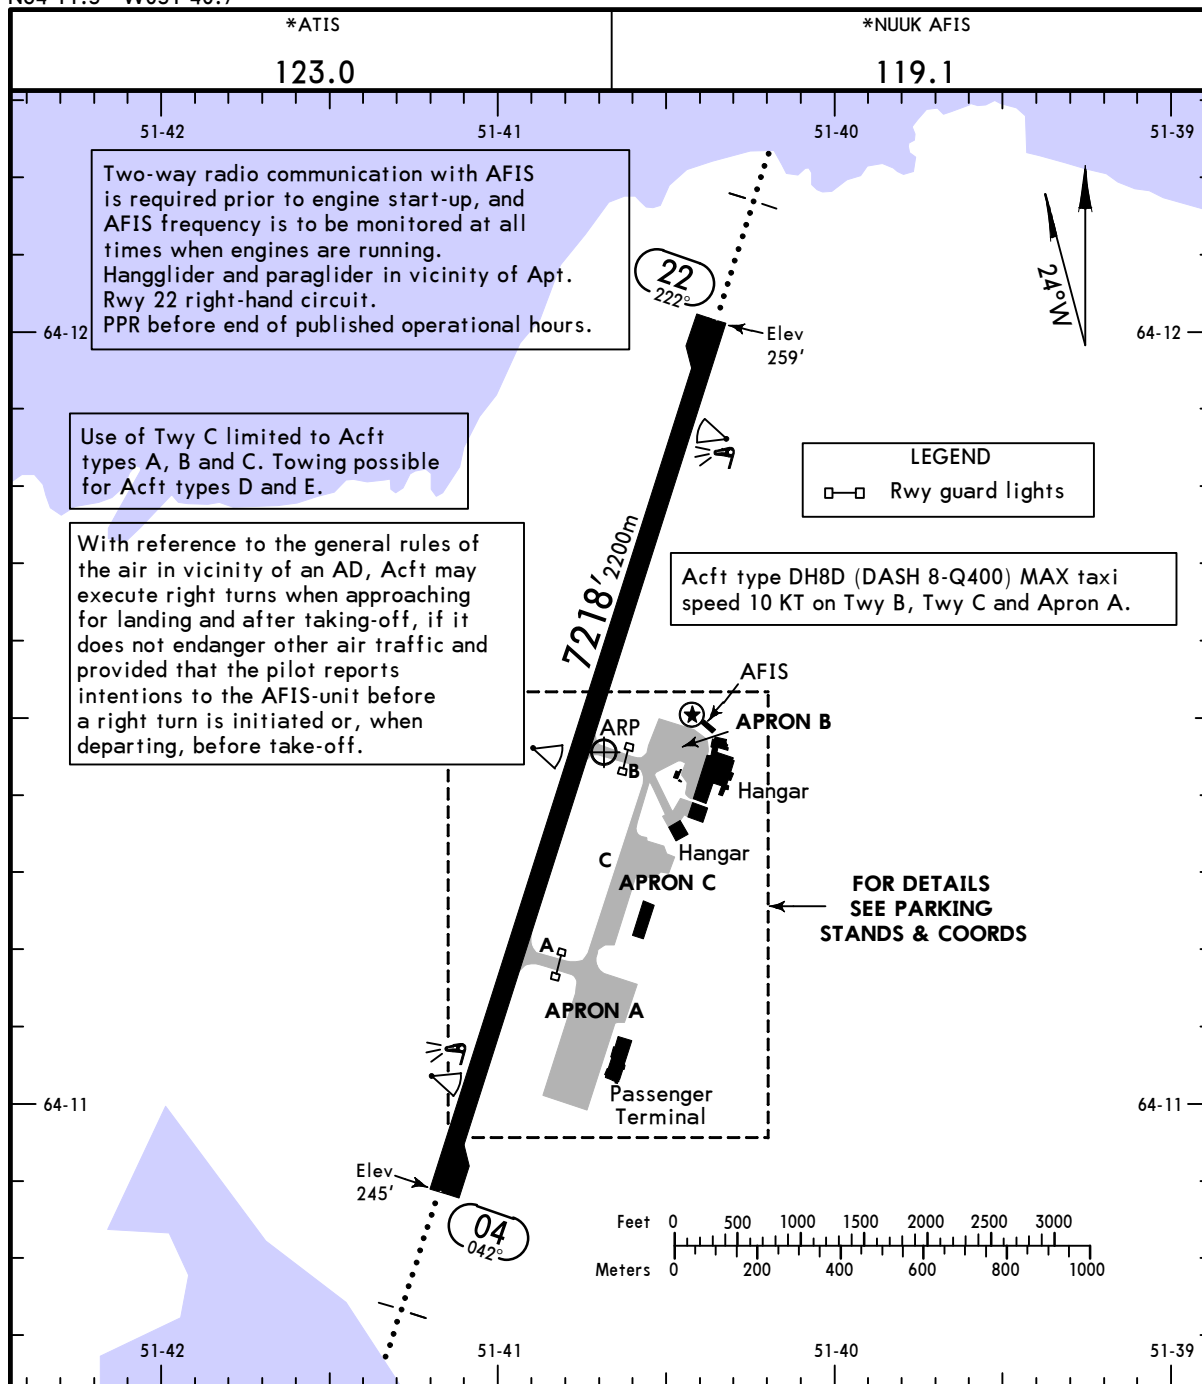 *ATIS
123.0
*NUUK AFIS
119.1
51-42
51-41
51-40
51-39
Two-way radio communication with AFIS
is required prior to engine start-up, and
AFIS frequency is to be monitored at all
times when engines are running.
Hangglider and paraglider in vicinity of Apt.
Rwy 22 right-hand circuit.
PPR before end of published operational hours.
22
222°
24°W
64-12
64-12
Elev
259'
Use of Twy C limited to Acft
types A, B and C. Towing possible
for Acft types D and E.
LEGEND
Rwy guard lights
With reference to the general rules of
the air in vicinity of an AD, Acft may
execute right turns when approaching
for landing and after taking-off, if it
does not endanger other air traffic and
provided that the pilot reports
intentions to the AFIS-unit before
a right turn is initiated or, when
departing, before take-off.
7218' 2200m
Acft type DH8D (DASH 8-Q400) MAX taxi
speed 10 KT on Twy B, Twy C and Apron A.
AFIS
ARP
APRON B
B
Hangar
Hangar
C
APRON C
FOR DETAILS
SEE PARKING
STANDS & COORDS
A
APRON A
Passenger
Terminal
64-11
64-11
Elev
245'
04
042°
Feet 0 500 1000 1500 2000 2500 3000
Meters 0 200 400 600 800 1000
51-42
51-41
51-40
51-39